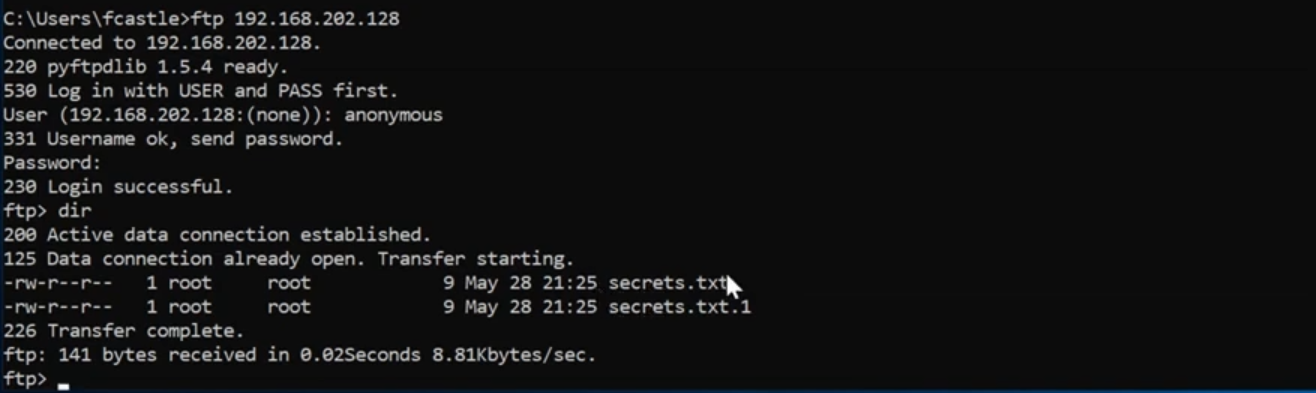 C:\Users\fcastle>ftp 192.168.202.128
Connected to 192.168.202.128.
220 pyftpdlib 1.5.4 ready.
530 Log in with USER and PASS first.
User (192.168.202.128:(none)): anonymous
331 Username ok, send password.
Password:
230 Login successful.
ftp> dir
200 Active data connection established.
125 Data connection already open. Transfer starting.
-rw-r--r--   1 root     root            9 May 28 21:25 secrets.txt
-rw-r--r--   1 root     root            9 May 28 21:25 secrets.txt.1
226 Transfer complete.
ftp: 141 bytes received in 0.02Seconds 8.81Kbytes/sec.
ftp>